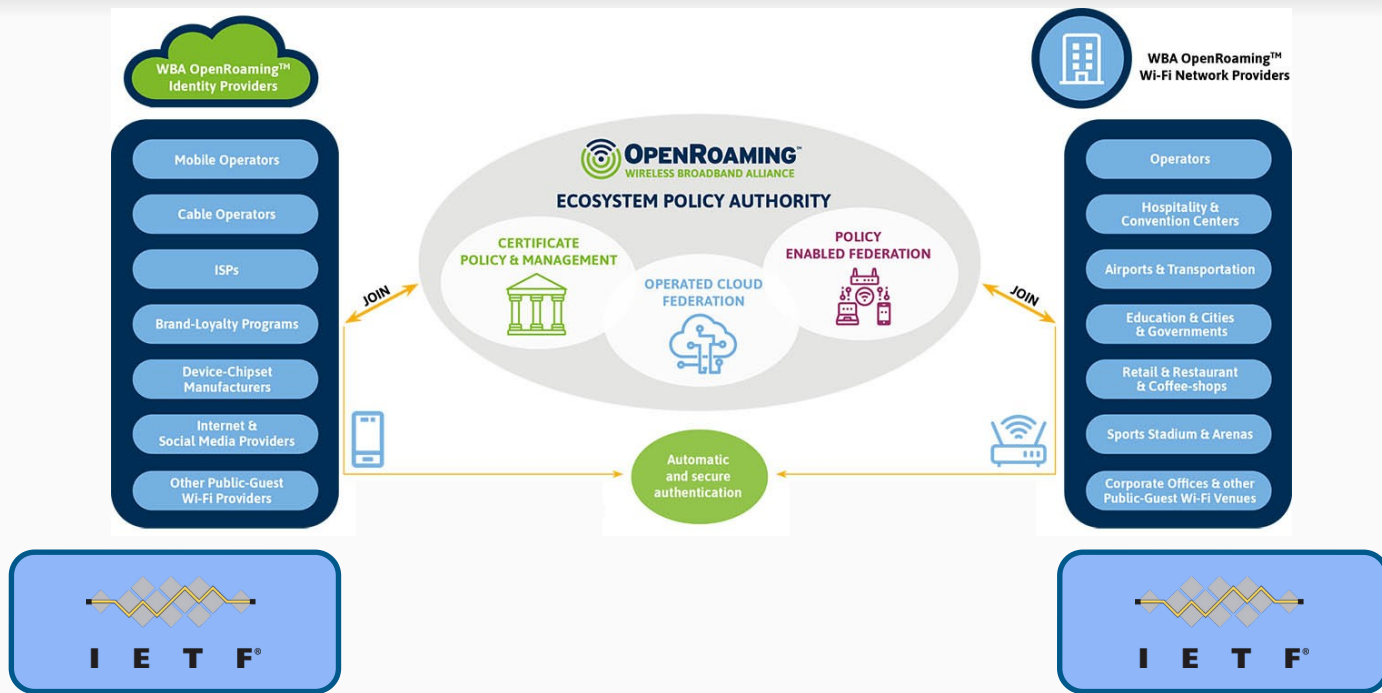 WBA OpenRoaming™
Identity Providers
Mobile Operators
Cable Operators
ISPs
Brand-Loyalty Programs
Device-Chipset
Manufacturers
Internet &
Social Media Providers
Other Public-Guest
Wi-Fi Providers
JOIN
OPENROAMING™
WIRELESS BROADBAND ALLIANCE
ECOSYSTEM POLICY AUTHORITY
CERTIFICATE
POLICY & MANAGEMENT
OPERATED CLOUD
FEDERATION
POLICY
ENABLED FEDERATION
Automatic
and secure
authentication
JOIN
WBA OpenRoaming™
Wi-Fi Network Providers
Operators
Hospitality &
Convention Centers
Airports & Transportation
Education & Cities
& Governments
Retail & Restaurant
& Coffee-shops
Sports Stadium & Arenas
Corporate Offices & other
Public-Guest Wi-Fi Venues
I E T F®
I E T F®